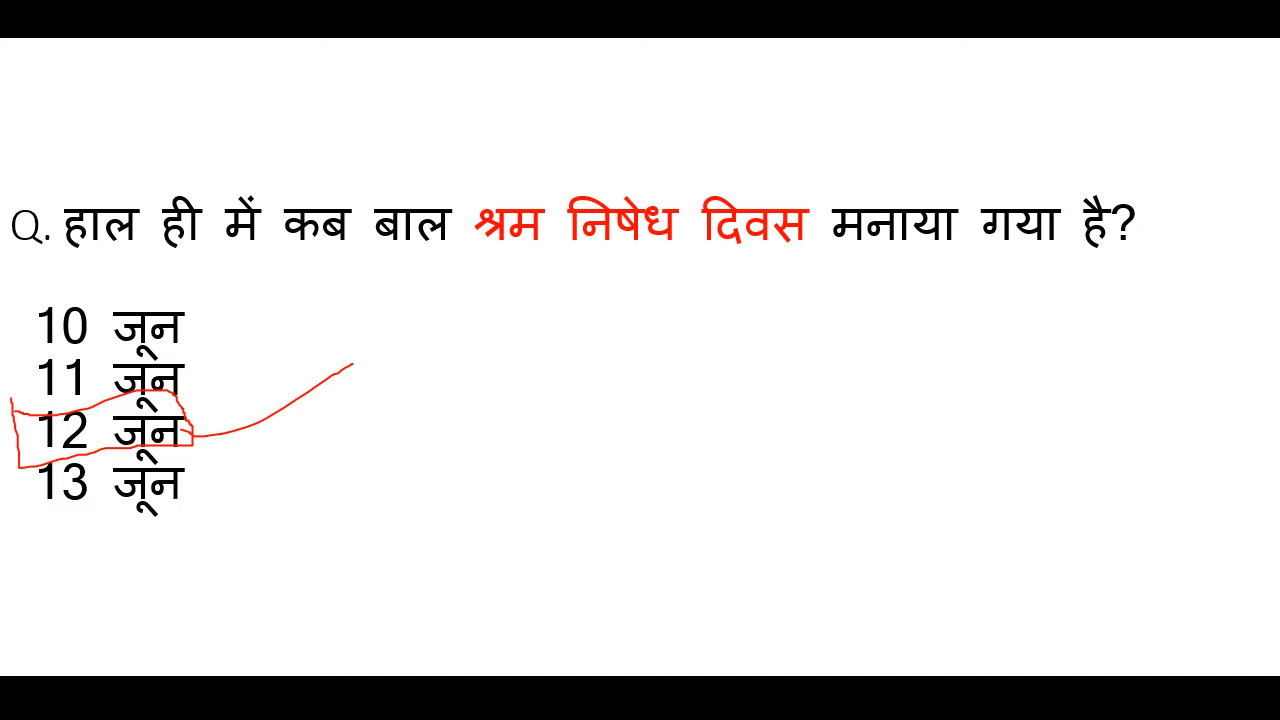 Q. हाल ही में कब बाल श्रम निषेध दिवस मनाया गया है?
10 जून
11 जून
12 जून
13 जून